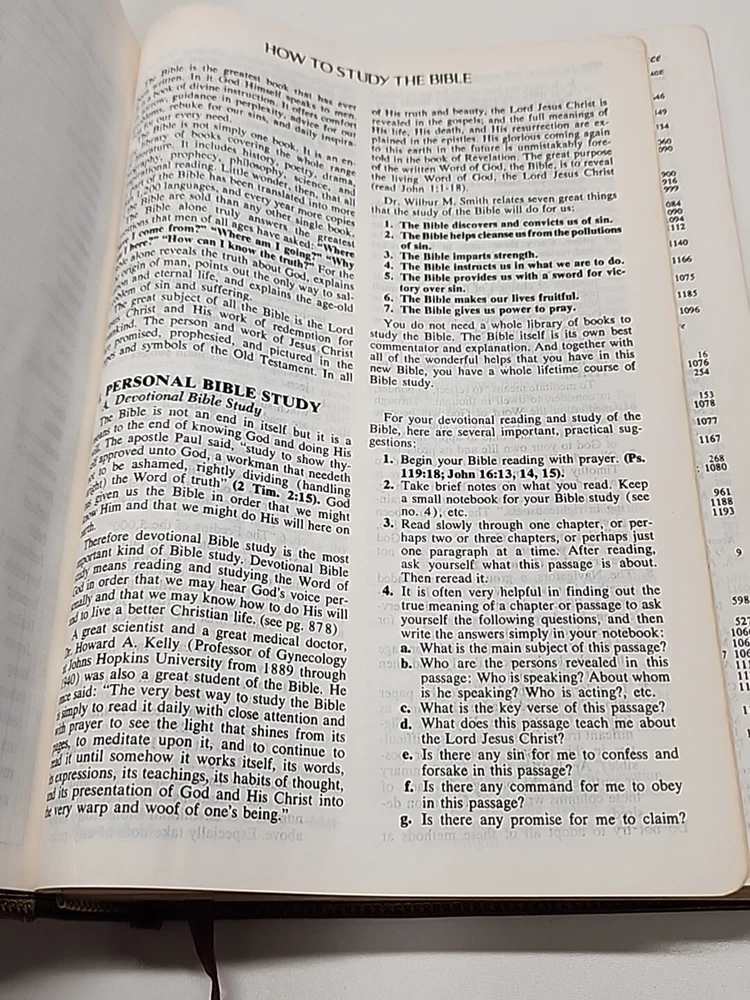 HOW TO STUDY THE BIBLE
Bible is the greatest book that has ever
written. In it God Himself speaks to men.
book of divine instruction. It offers comfort
sorrow, guidance in perplexity, advice for our
rebuke for our sins, and daily inspira-
our every need.
Bible is not simply one book. It is an en-
library of books covering the whole range
It includes history, poetry, drama,
prophecy, philosophy, science, and
reading. Little wonder, then, that all
of the Bible has been translated into more
1,200 languages, and every year more copies
Bible are sold than any other single book.
Bible alone truly answers the greatest
that men of all ages have asked: "Where
I come from?" "Where am I going?" "Why
here?" "How can I know the truth?" For the
alone reveals the truth about God, explains
origin of man, points out the only way to sal-
and eternal life, and explains the age-old
of sin and suffering.
great subject of all the Bible is the Lord
Christ and His work of redemption for
The person and work of Jesus Christ
promised, prophesied, and pictured in the
and symbols of the Old Testament. In all
PERSONAL BIBLE STUDY
A. Devotional Bible Study
The Bible is not an end in itself but it is a
to the end of knowing God and doing His
The apostle Paul said, "study to show thy-
approved unto God, a workman that needeth
to be ashamed, rightly dividing (handling
the Word of truth" (2 Tim. 2:15). God
given us the Bible in order that we might
Him and that we might do His will here on
Therefore devotional Bible study is the most
kind of Bible study. Devotional Bible
means reading and studying the Word of
in order that we may hear God's voice per-
and that we may know how to do His will
to live a better Christian life. (see pg. 878)
A great scientist and a great medical doctor,
Howard A. Kelly (Professor of Gynecology
Johns Hopkins University from 1889 through
1940) was also a great student of the Bible. He
said: "The very best way to study the Bible
simply to read it daily with close attention and
prayer to see the light that shines from its
to meditate upon it, and to continue to
it until somehow it works itself, its words,
expressions, its teachings, its habits of thought,
its presentation of God and His Christ into
very warp and woof of one's being."
of His truth and beauty, the Lord Jesus Christ is
revealed in the gospels; and the full meanings of
His life, His death, and His resurrection are ex-
plained in the epistles. His glorious coming again
to this earth in the future is unmistakably fore-
told in the book of Revelation. The great purpose
of the written Word of God, the Bible, is to reveal
the living Word of God, the Lord Jesus Christ
(read John 1:1-18).
Dr. Wilbur M. Smith relates seven great things
that the study of the Bible will do for us:
1. The Bible discovers and convicts us of sin.
2. The Bible helps cleanse us from the pollutions
of sin.
3. The Bible imparts strength.
4. The Bible instructs us in what we are to do.
5. The Bible provides us with a sword for vic-
tory over sin.
6. The Bible makes our lives fruitful.
7. The Bible gives us power to pray.
You do not need a whole library of books to
study the Bible. The Bible itself is its own best
commentator and explanation. And together with
all of the wonderful helps that you have in this
new Bible, you have a whole lifetime course of
Bible study.
For your devotional reading and study of the
Bible, here are several important, practical sug-
gestions:
1. Begin your Bible reading with prayer. (Ps.
119:18; John 16:13, 14, 15).
2. Take brief notes on what you read. Keep
a small notebook for your Bible study (see
no. 4), etc.
3. Read slowly through one chapter, or per-
haps two or three chapters, or perhaps just
one paragraph at a time. After reading,
ask yourself what this passage is about.
Then reread it.
4. It is often very helpful in finding out the
true meaning of a chapter or passage to ask
yourself the following questions, and then
write the answers simply in your notebook:
a. What is the main subject of this passage?
b. Who are the persons revealed in this
passage: Who is speaking? About whom
is he speaking? Who is acting?, etc.
c. What is the key verse of this passage?
d. What does this passage teach me about
the Lord Jesus Christ?
e. Is there any sin for me to confess and
forsake in this passage?
f. Is there any command for me to obey
in this passage?
g. Is there any promise for me to claim?
1112
1140
1166
1075
1185
1096
16
1076
254
153
1078
1077
1167
268
1080
961
1188
1193
9
598